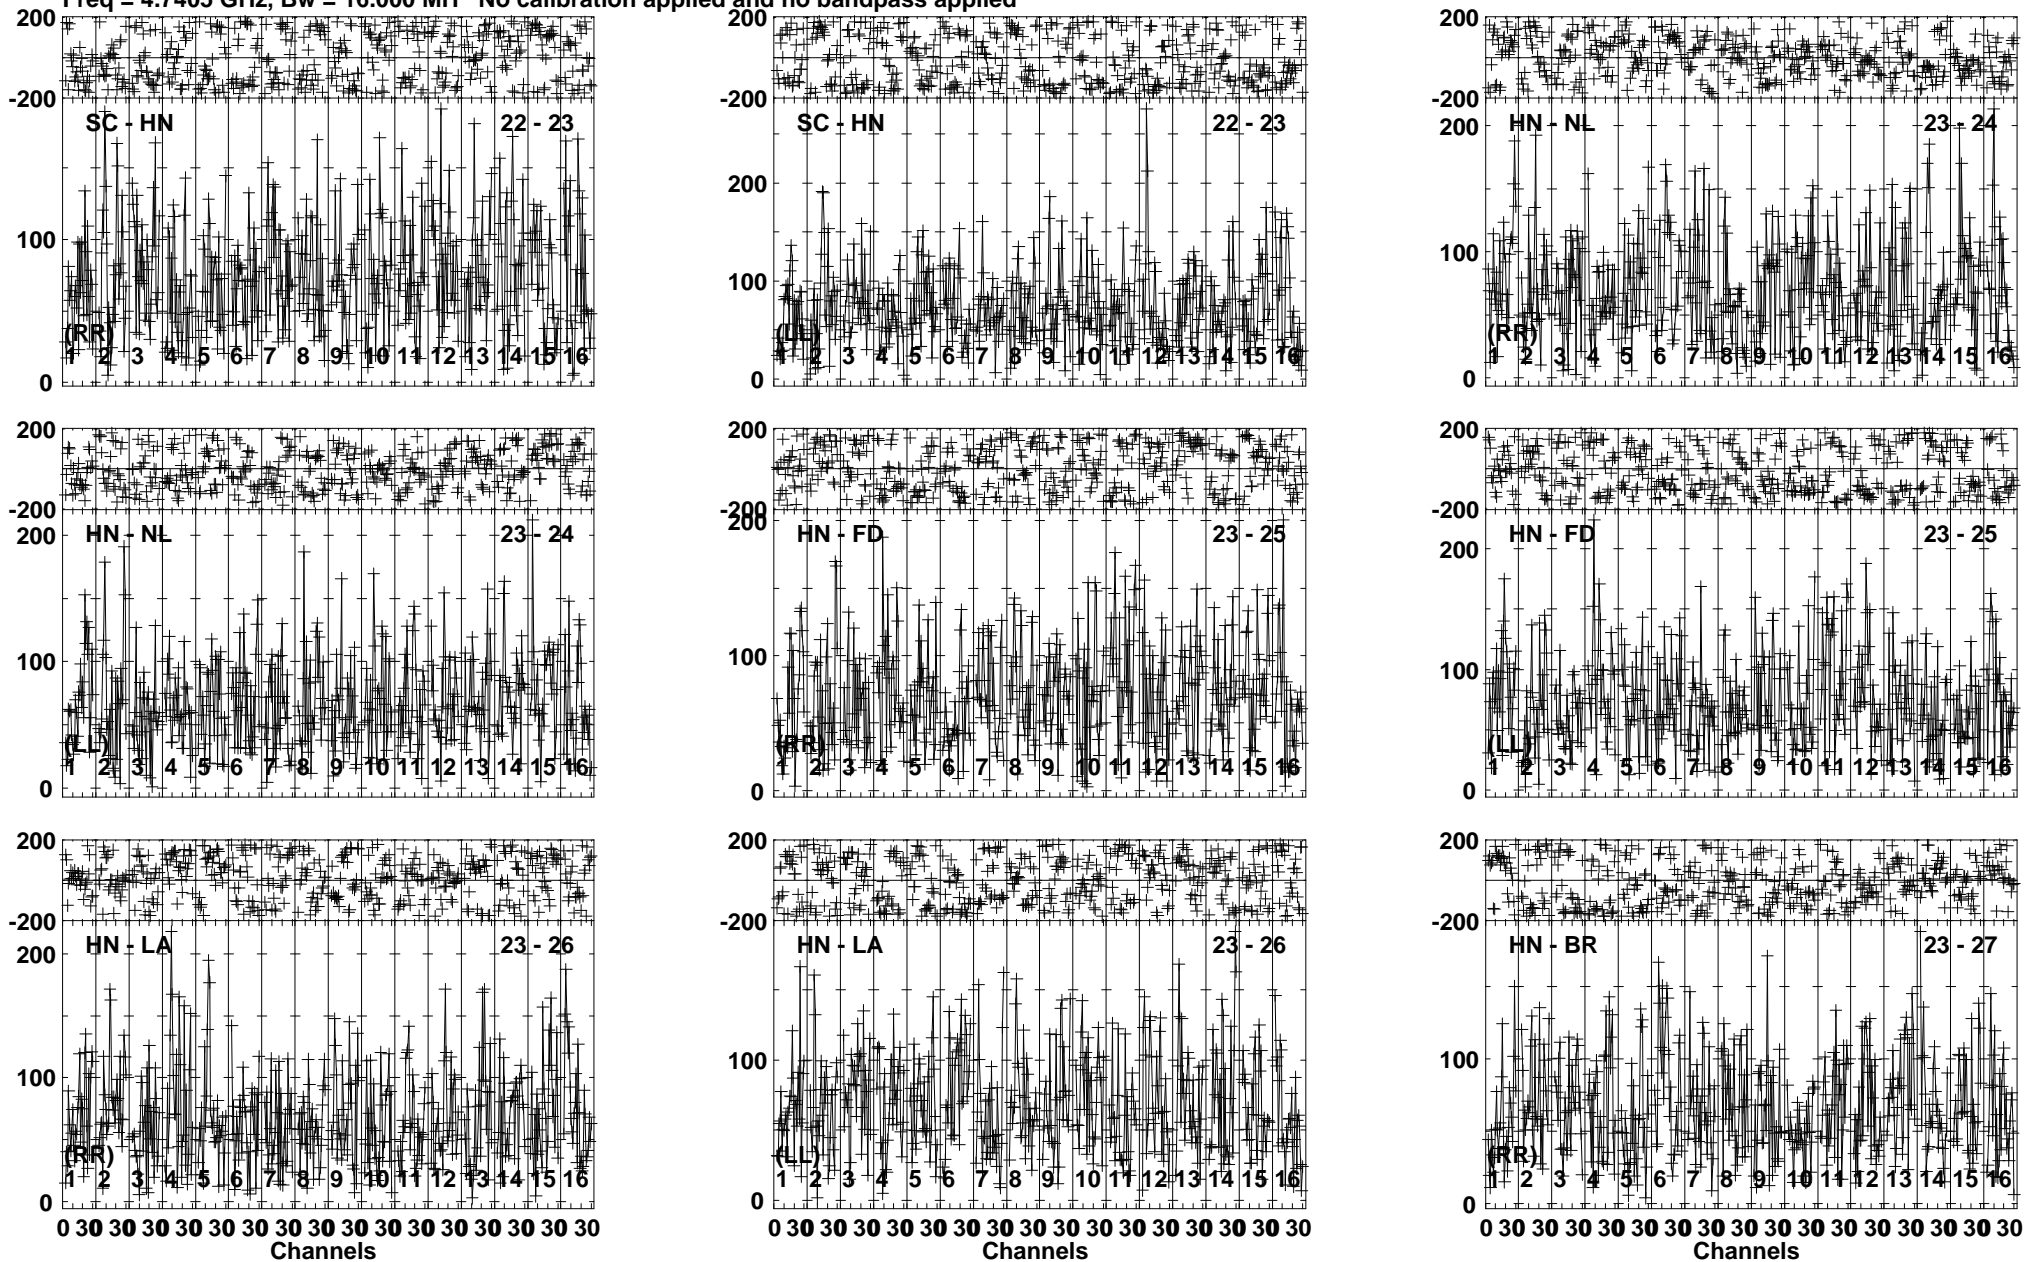 Freq = 4.7405 GHz, Bw = 16.000 MH No calibration applied and no bandpass applied
200
-200
SC - HN 22 - 23
100
(RR)
1 2 3 4 5 6 7 8 9 10 11 12 13 14 15 16
0
200
-200
SC - HN 22 - 23
200
100
(LL)
1 2 3 4 5 6 7 8 9 10 11 12 13 14 15 16
0
200
-200
HN - NL 23 - 24
200
100
(RR)
1 2 3 4 5 6 7 8 9 10 11 12 13 14 15 16
0
200
-200
HN - NL 23 - 24
200
100
(LL)
1 2 3 4 5 6 7 8 9 10 11 12 13 14 15 16
0
200
-200
200
HN - FD 23 - 25
100
(RR)
1 2 3 4 5 6 7 8 9 10 11 12 13 14 15 16
0
200
-200
HN - FD 23 - 25
200
100
(LL)
1 2 3 4 5 6 7 8 9 10 11 12 13 14 15 16
0
200
-200
HN - LA 23 - 26
200
100
(RR)
1 2 3 4 5 6 7 8 9 10 11 12 13 14 15 16
0
0 30 30 30 30 30 30 30 30 30 30 30 30 30 30 30 30
Channels
200
-200
HN - LA 23 - 26
100
(LL)
1 2 3 4 5 6 7 8 9 10 11 12 13 14 15 16
0
0 30 30 30 30 30 30 30 30 30 30 30 30 30 30 30 30
Channels
200
-200
HN - BR 23 - 27
100
(RR)
1 2 3 4 5 6 7 8 9 10 11 12 13 14 15 16
0
0 30 30 30 30 30 30 30 30 30 30 30 30 30 30 30 30
Channels